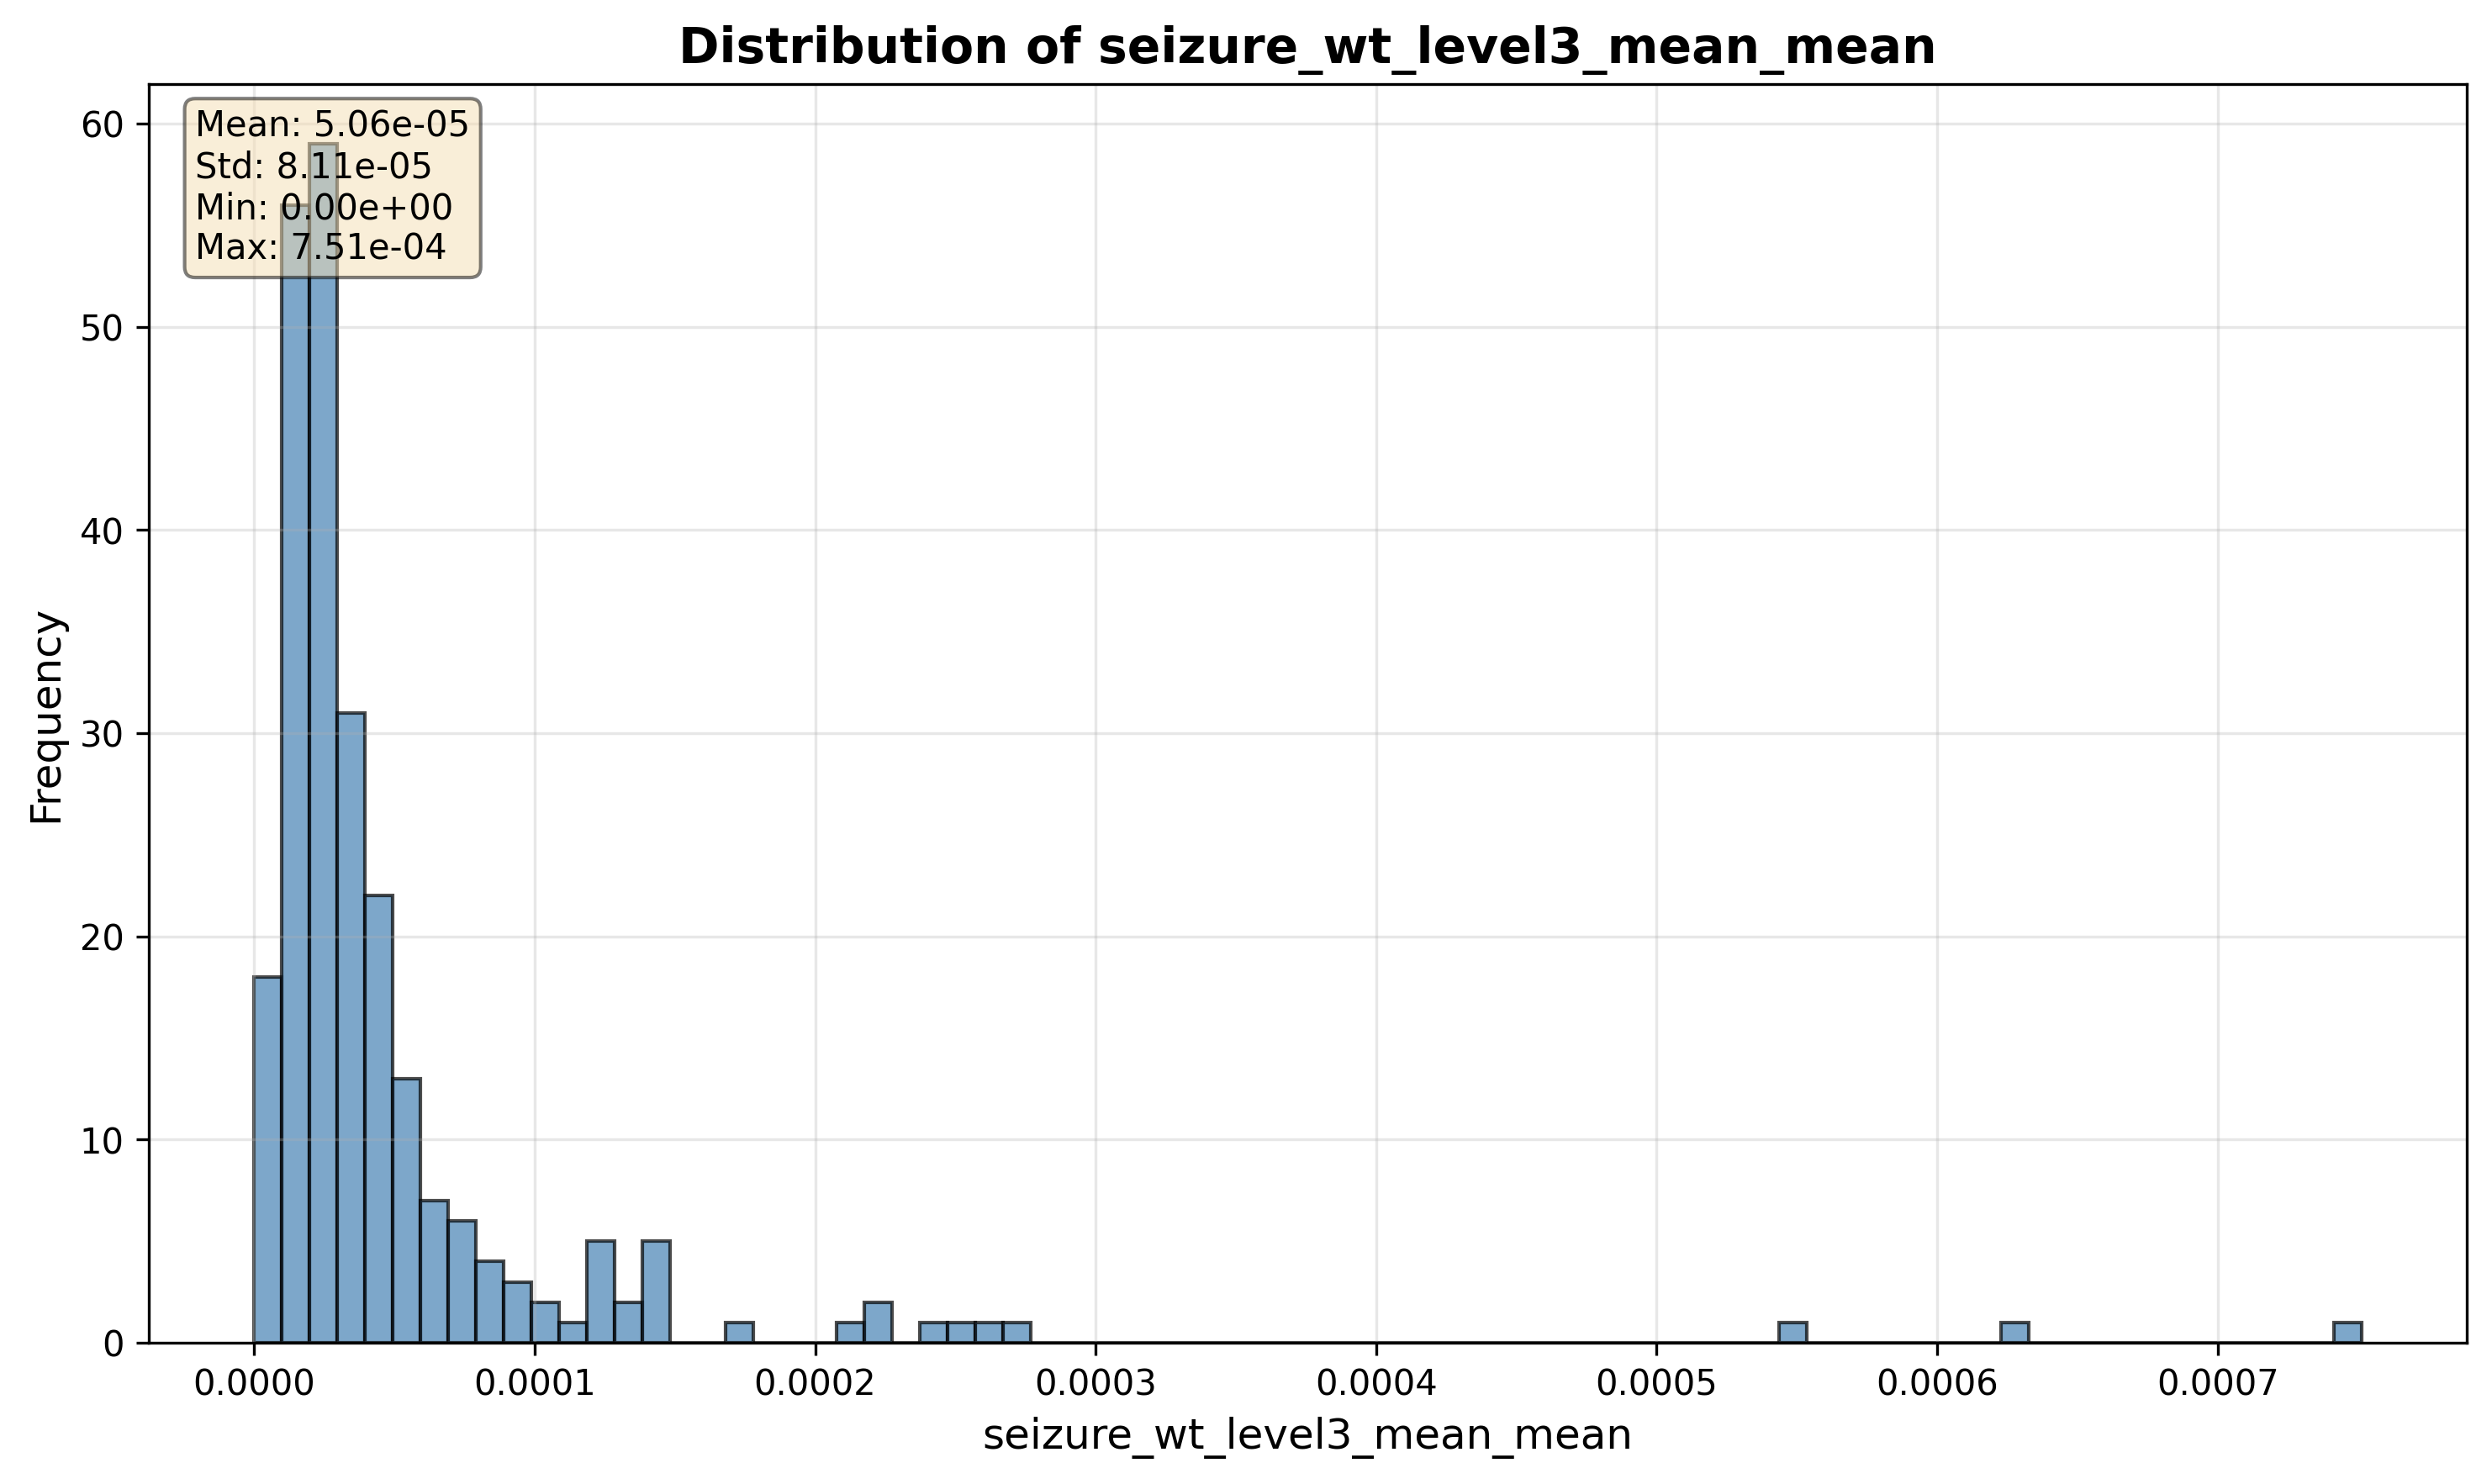 Distribution of seizure_wt_level3_mean_mean
Mean: 5.06e-05
Std: 8.11e-05
Min: 0.00e+00
Max: 7.51e-04
60
50
40
30
20
10
0
Frequency
0.0000 0.0001 0.0002 0.0003 0.0004 0.0005 0.0006 0.0007
seizure_wt_level3_mean_mean